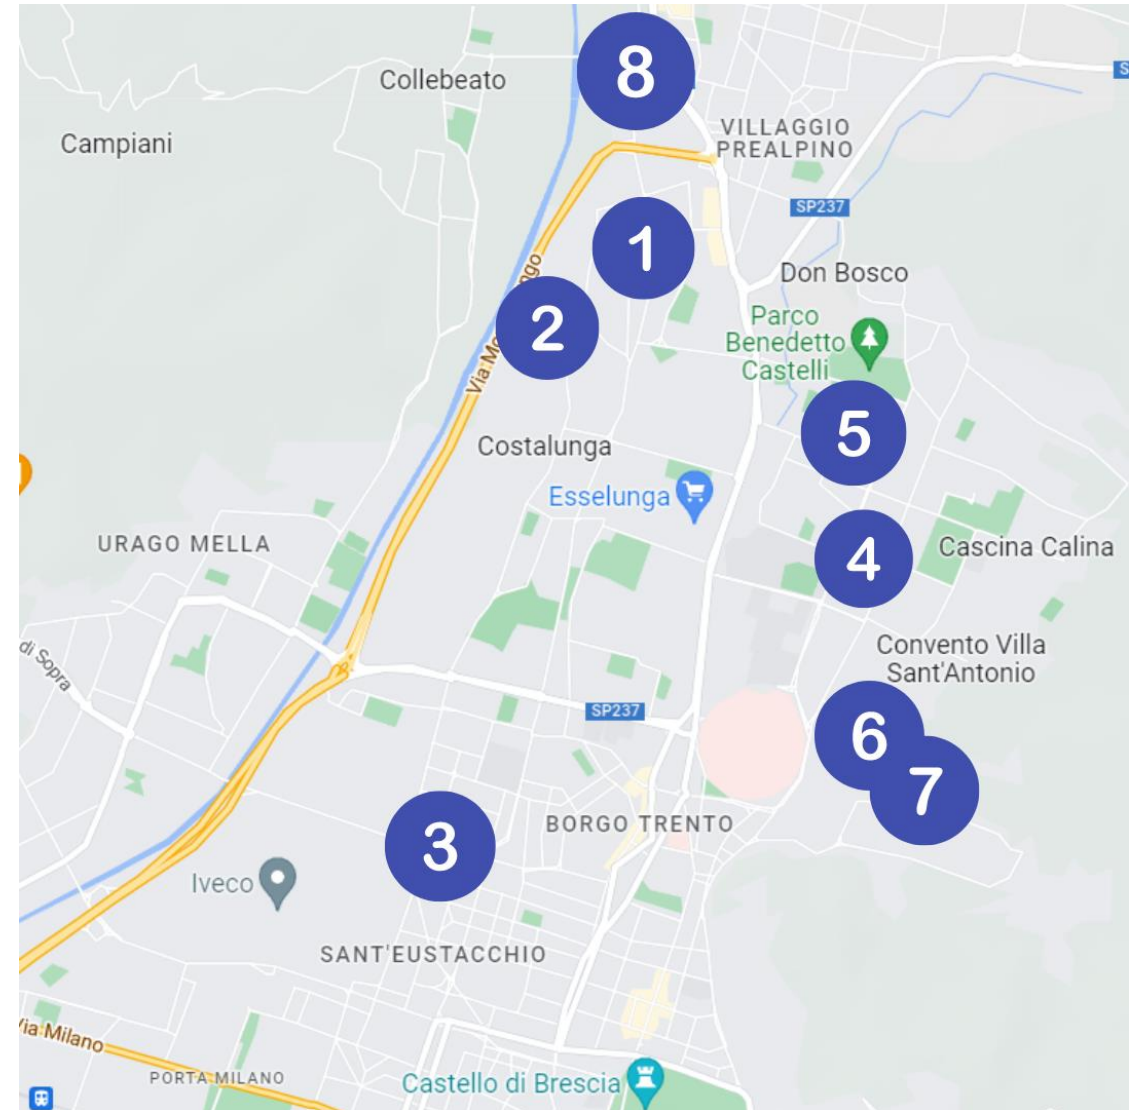 8
Collebeato
VILLAGGIO
PREALPINO
Campiani
SP237
1
Don Bosco
2
Parco
Benedetto
Castelli
5
Costalunga
Esselunga
URAGO MELLA
4
Cascina Calina
di Sopra
Convento Villa
Sant'Antonio
SP237
6
7
3
BORGO TRENTO
Iveco
SANT'EUSTACCHIO
Via Milano
PORTA MILANO
Castello di Brescia